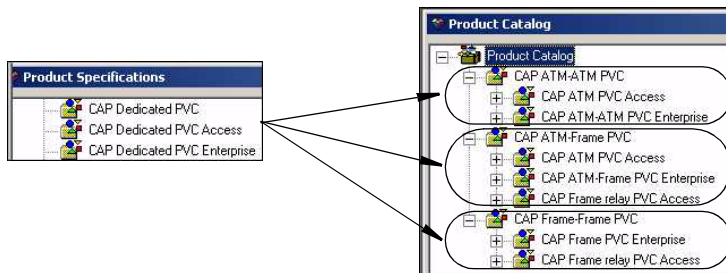 Product Specifications
CAP Dedicated PVC
CAP Dedicated PVC Access
CAP Dedicated PVC Enterprise
Product Catalog
Product Catalog
CAP ATM-ATM PVC
CAP ATM PVC Access
CAP ATM-ATM PVC Enterprise
CAP ATM-Frame PVC
CAP ATM PVC Access
CAP ATM-Frame PVC Enterprise
CAP Frame relay PVC Access
CAP Frame-Frame PVC
CAP Frame PVC Enterprise
CAP Frame relay PVC Access